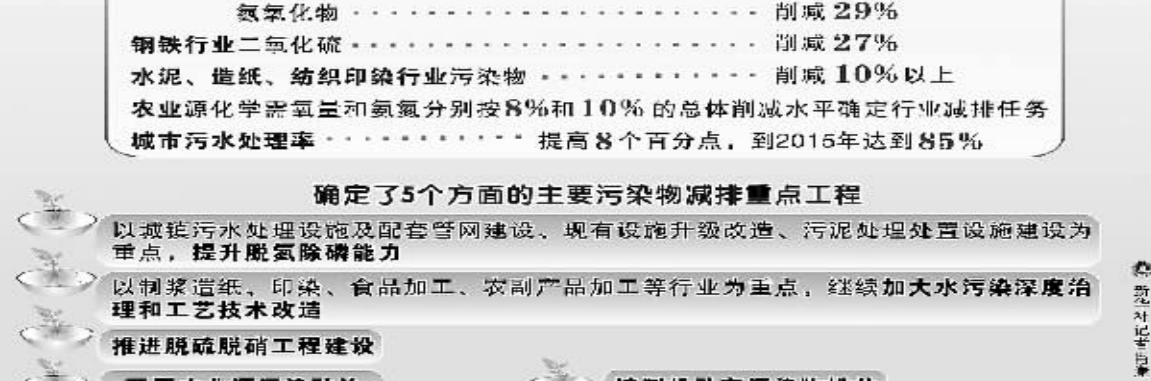 氮氧化物 · · · · · · · · · · · · · · · · · · · · · · · 削减 29%
钢铁行业二氧化硫 · · · · · · · · · · · · · · · · · · · · · · 削减 27%
水泥、造纸、纺织印染行业污染物 · · · · · · · · · · · · 削减 10% 以上
农业源化学需氧量和氨氮分别按8%和10% 的总体削减水平确定行业减排任务
城市污水处理率 · · · · · · · · · · · 提高8个百分点，到2015年达到85%
确定了5个方面的主要污染物减排重点工程
以城镇污水处理设施及配套管网建设、现有设施升级改造、污泥处理处置设施建设为
重点，提升脱氮除磷能力
以制浆造纸、印染、食品加工、农副产品加工等行业为重点，继续加大水污染深度治
理和工艺技术改造
推进脱硫脱硝工程建设
新华社记者